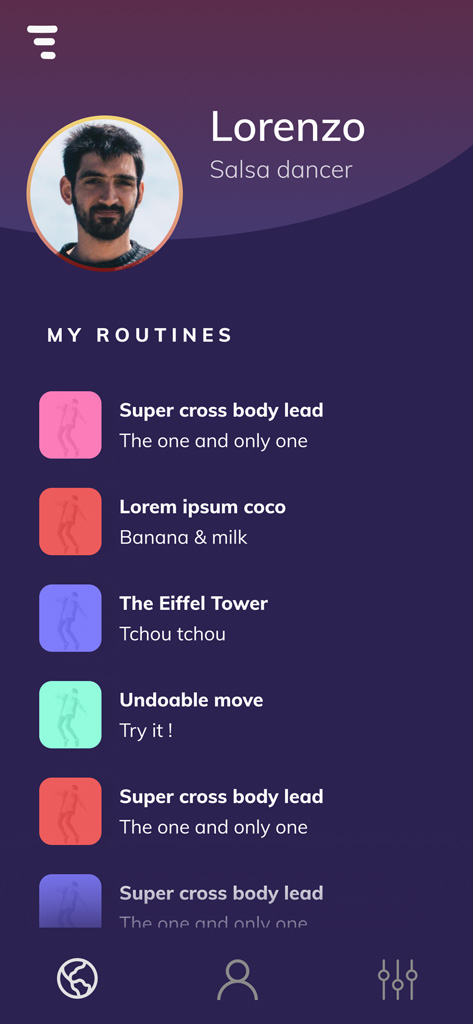 Lorenzo
Salsa dancer
MY ROUTINES
Super cross body lead
The one and only one
Lorem ipsum coco
Banana & milk
The Eiffel Tower
Tchou tchou
Undoable move
Try it !
Super cross body lead
The one and only one
Super cross body lead
The one and only one